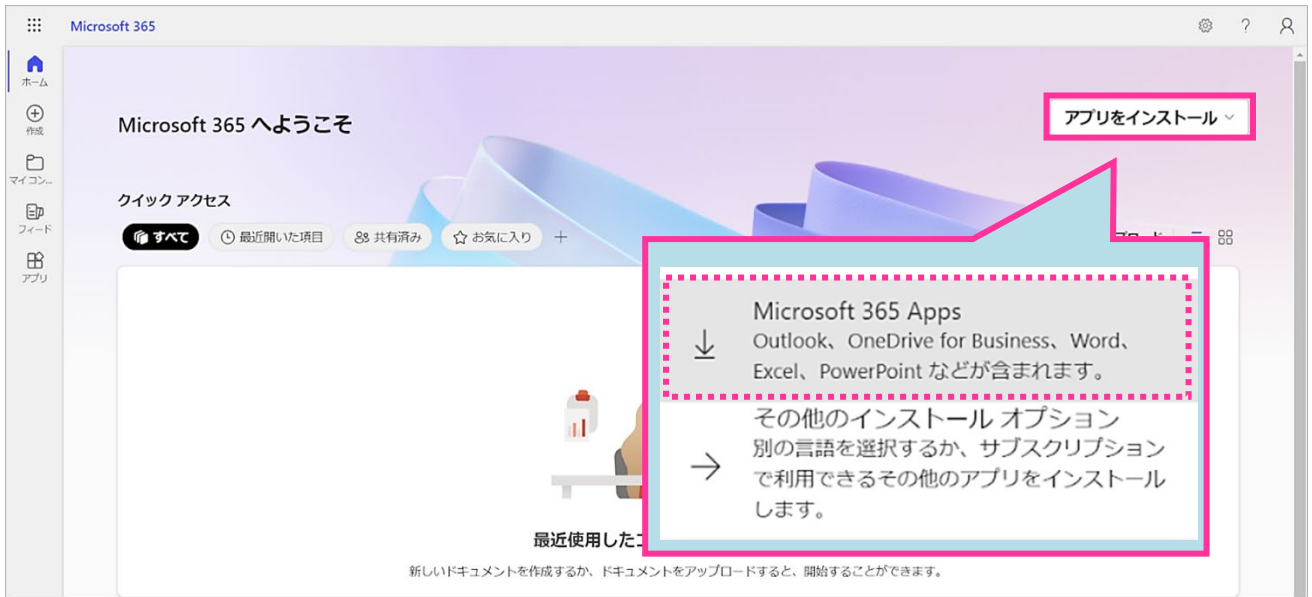 Microsoft 365
?
ホーム
作成
マイコン...
フィード
アプリ
Microsoft 365 へようこそ
アプリをインストール
クイック アクセス
すべて
最近開いた項目
共有済み
お気に入り
Microsoft 365 Apps
Outlook、OneDrive for Business、Word、
Excel、PowerPoint などが含まれます。
その他のインストール オプション
別の言語を選択するか、サブスクリプション
で利用できるその他のアプリをインストール
します。
最近使用した
新しいドキュメントを作成するか、ドキュメントをアップロードすると、開始することができます。